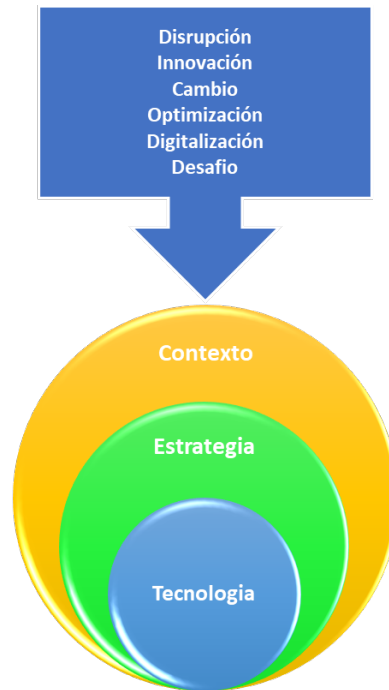 Disrupción
Innovación
Cambio
Optimización
Digitalización
Desafio
Contexto
Estrategia
Tecnologia